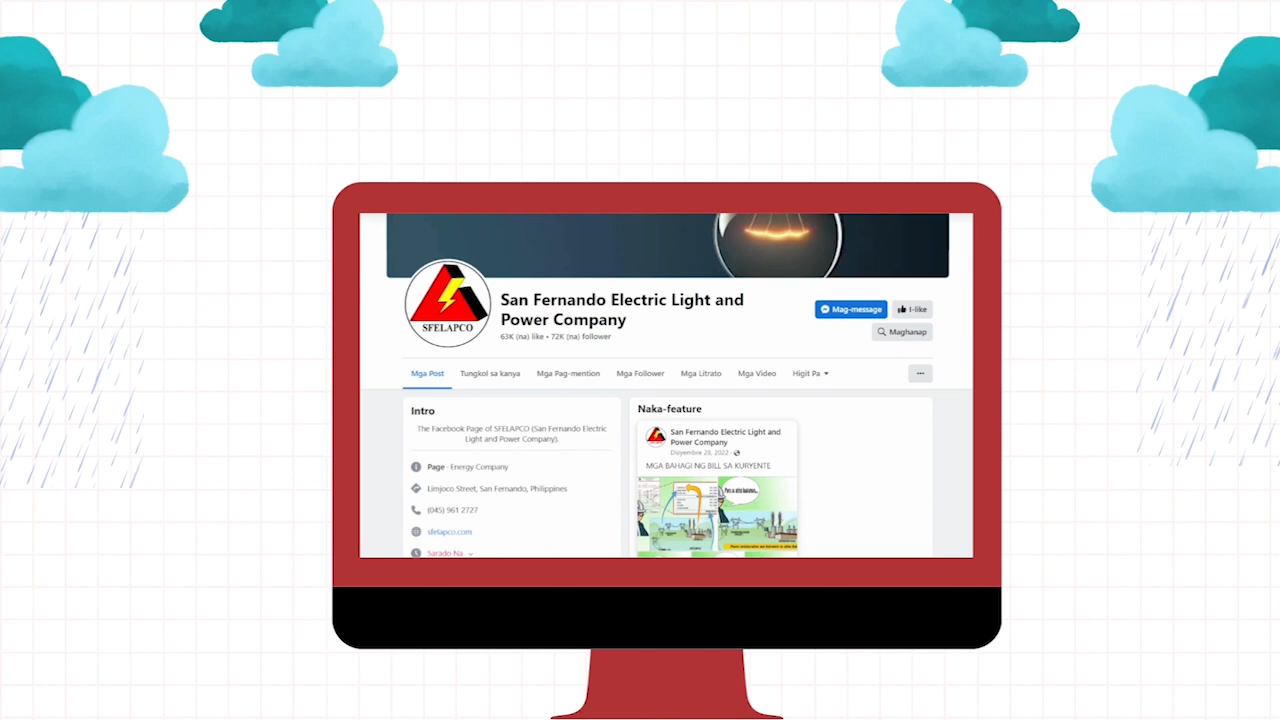 SFELAPCO
San Fernando Electric Light and
Power Company
63K (na) like • 72K (na) follower
Mag-message
I-like
Maghanap
Mga Post
Tungkol sa kanya
Mga Pag-mention
Mga Follower
Mga Litrato
Mga Video
Higit Pa
Intro
The Facebook Page of SFELAPCO (San Fernando Electric
Light and Power Company).
Page · Energy Company
Limjoco Street, San Fernando, Philippines
(045) 961 2727
sfelapco.com
Sarado Na
Naka-feature
San Fernando Electric Light and
Power Company
Disyembre 29, 2022 ·
MGA BAHAGI NG BILL SA KURYENTE